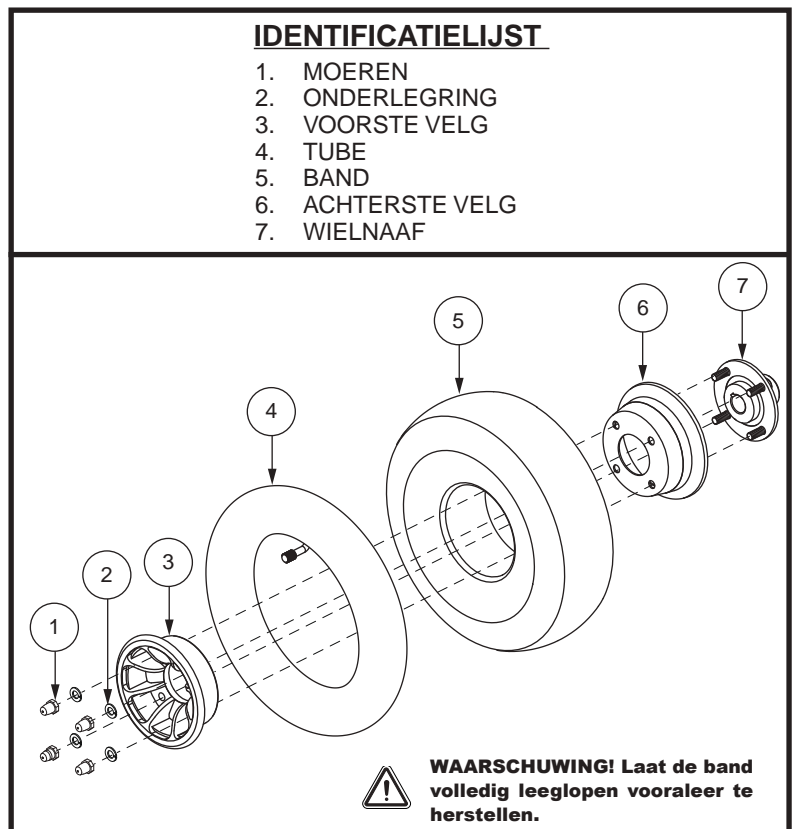 IDENTIFICATIELIJST
1. MOEREN
2. ONDERLEGRING
3. VOORSTE VELG
4. TUBE
5. BAND
6. ACHTERSTE VELG
7. WIELNAAF
7
6
5
4
3
2
1
WAARSCHUWING! Laat de band
volledig leeglopen vooraleer te
herstellen.